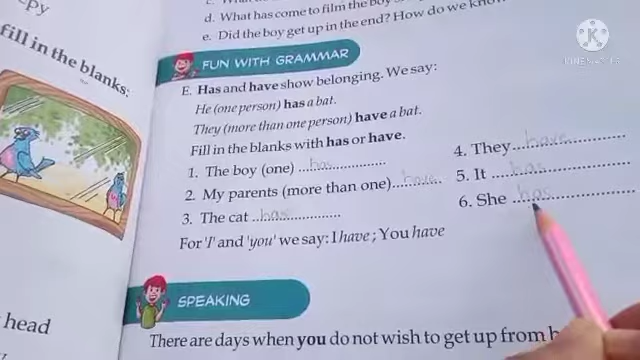 py
fill in the blanks:
head
d. What has come to film the boy
e. Did the boy get up in the end? How do we know
FUN WITH GRAMMAR
E. Has and have show belonging. We say:
He (one person) has a bat.
They (more than one person) have a bat.
Fill in the blanks with has or have.
1. The boy (one) ...has...
2. My parents (more than one)...have...
3. The cat ...has...
4. They...have...
5. It ...has...
6. She ...has...
For 'I' and 'you' we say: I have ; You have
SPEAKING
There are days when you do not wish to get up from
K